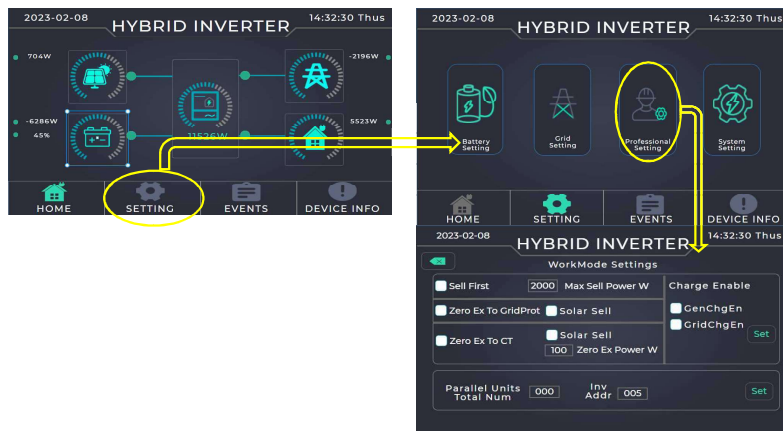 2023-02-08
HYBRID INVERTER
14:32:30 Thus
704W
-2196W
-6286W
45%
11526W
5523W
HOME
SETTING
EVENTS
DEVICE INFO
2023-02-08
HYBRID INVERTER
14:32:30 Thus
Battery
Setting
Grid
Setting
Professional
Setting
System
Setting
HOME
SETTING
EVENTS
DEVICE INFO
2023-02-08
HYBRID INVERTER
14:32:30 Thus
WorkMode Settings
Sell First
2000 Max Sell Power W
Charge Enable
Zero Ex To GridProt
Solar Sell
GenChgEn
GridChgEn
Zero Ex To CT
Solar Sell
100 Zero Ex Power W
Set
Parallel Units
Total Num
000
Inv
Addr
005
Set